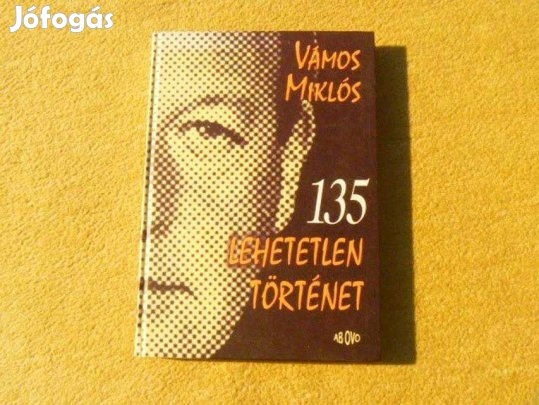 Jófogás
VÁMOS
MIKLÓS
135
LEHETETLEN
TÖRTÉNET
AB OVO